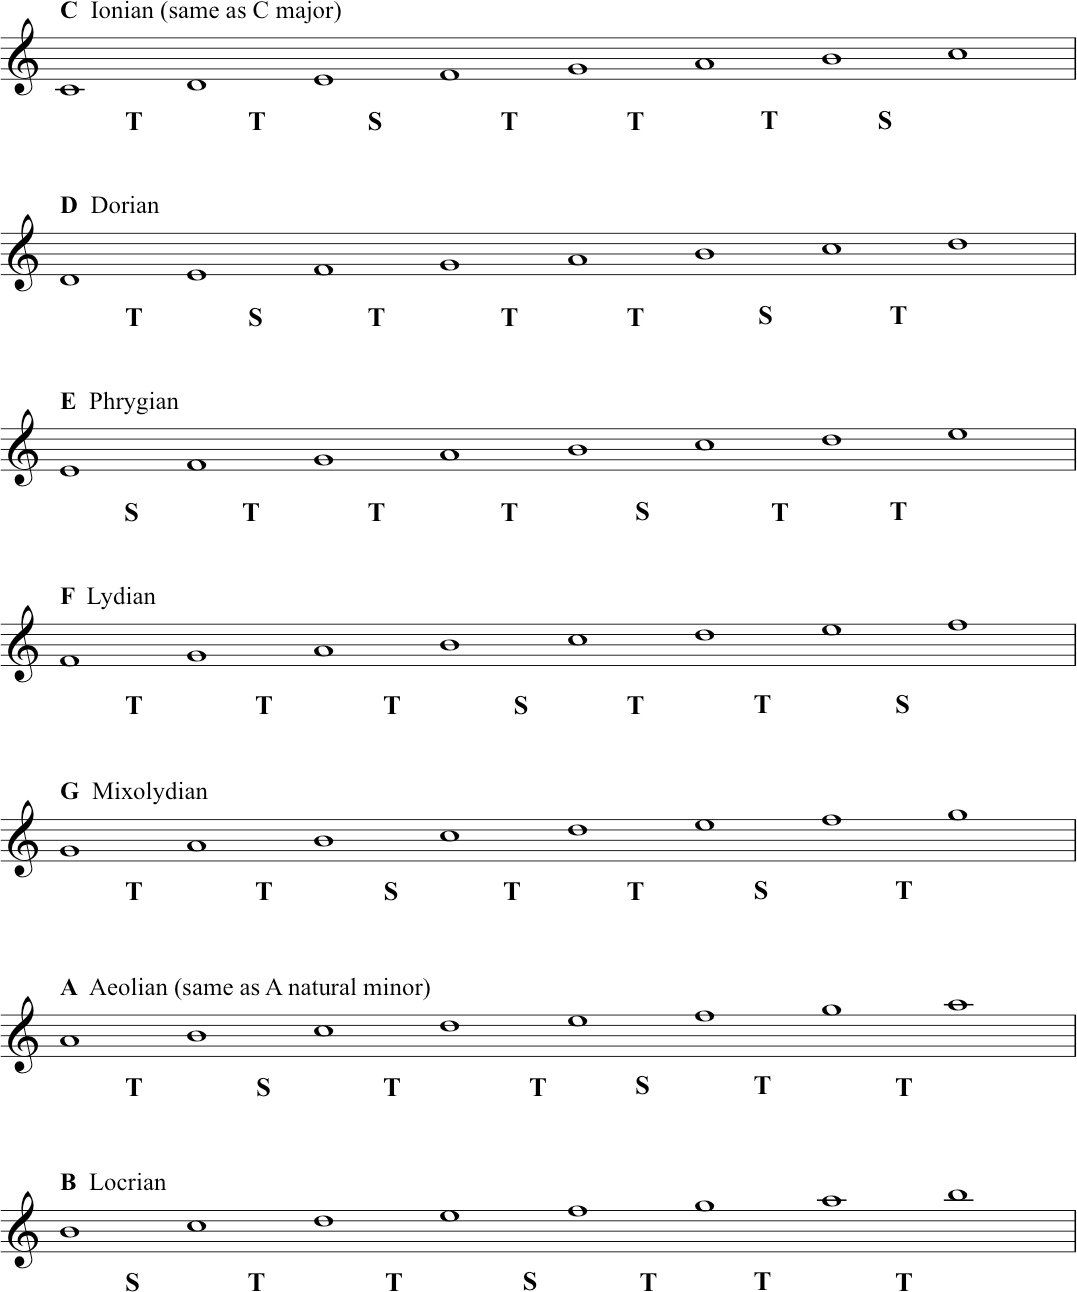 C Ionian (same as C major)
T T S T T T S
D Dorian
T S T T T S T
E Phrygian
S T T T S T T
F Lydian
T T T S T T S
G Mixolydian
T T S T T S T
A Aeolian (same as A natural minor)
T S T T S T T
B Locrian
S T T S T T T